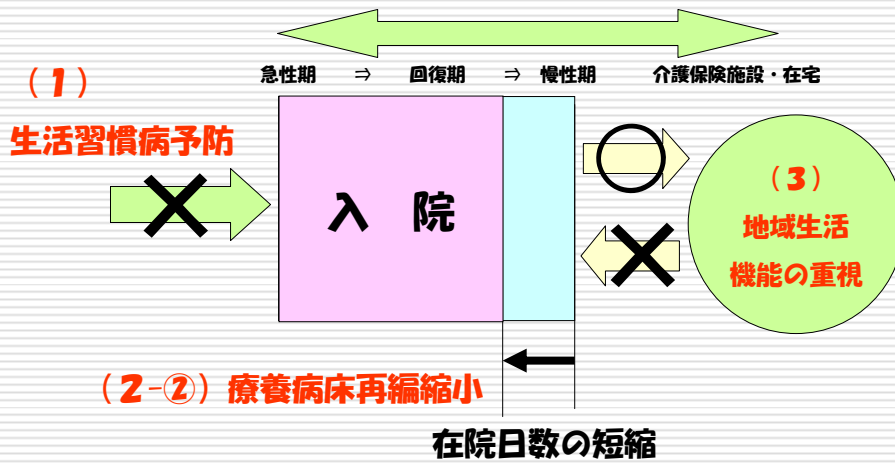 急性期 ⇒ 回復期 ⇒ 慢性期 介護保険施設・在宅
(1)
生活習慣病予防
入 院
(3)
地域生活
機能の重視
(2-②) 療養病床再編縮小
在院日数の短縮